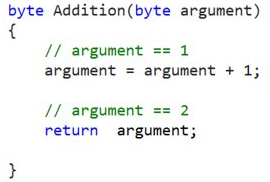 byte Addition(byte argument)
{
    // argument == 1
    argument = argument + 1;

    // argument == 2
    return  argument;

}